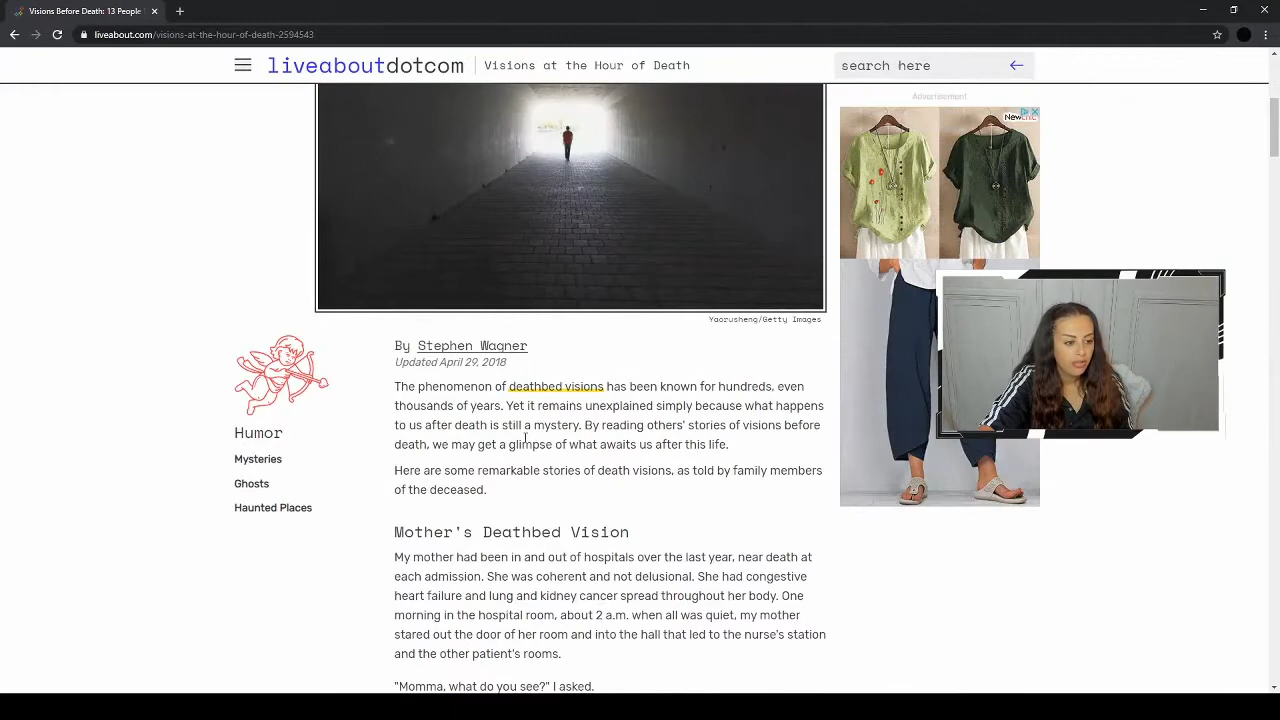 Visions Before Death: 13 People
liveabout.com/visions-at-the-hour-of-death-2594543
liveaboutdotcom
Visions at the Hour of Death
search here
Advertisement
Newchic
Yaorusheng/Getty Images
By Stephen Wagner
Updated April 29, 2018
The phenomenon of deathbed visions has been known for hundreds, even
thousands of years. Yet it remains unexplained simply because what happens
to us after death is still a mystery. By reading others' stories of visions before
death, we may get a glimpse of what awaits us after this life.
Here are some remarkable stories of death visions, as told by family members
of the deceased.
Humor
Mysteries
Ghosts
Haunted Places
Mother's Deathbed Vision
My mother had been in and out of hospitals over the last year, near death at
each admission. She was coherent and not delusional. She had congestive
heart failure and lung and kidney cancer spread throughout her body. One
morning in the hospital room, about 2 a.m. when all was quiet, my mother
stared out the door of her room and into the hall that led to the nurse's station
and the other patient's rooms.
"Momma, what do you see?" I asked.